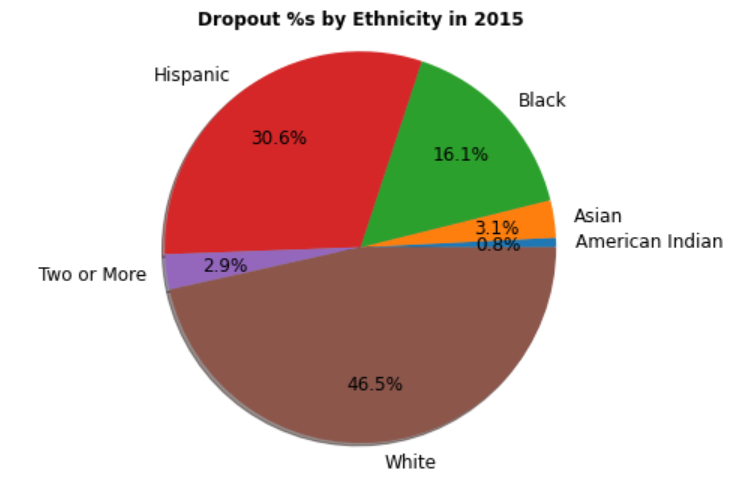 Dropout %s by Ethnicity in 2015
Hispanic
Black
30.6%
16.1%
Asian
3.1%
American Indian
0.8%
Two or More
2.9%
46.5%
White